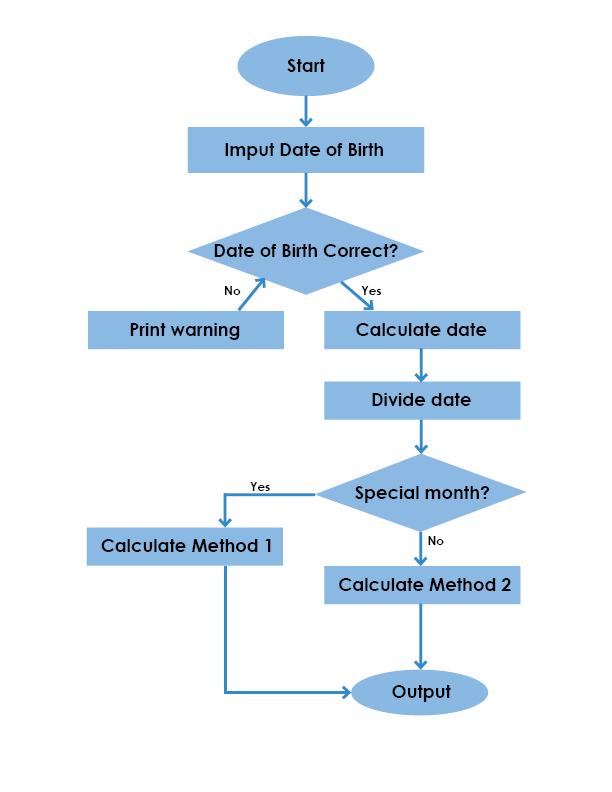 Start
Imput Date of Birth
Date of Birth Correct?
No
Yes
Print warning
Calculate date
Divide date
Special month?
Yes
No
Calculate Method 1
Calculate Method 2
Output